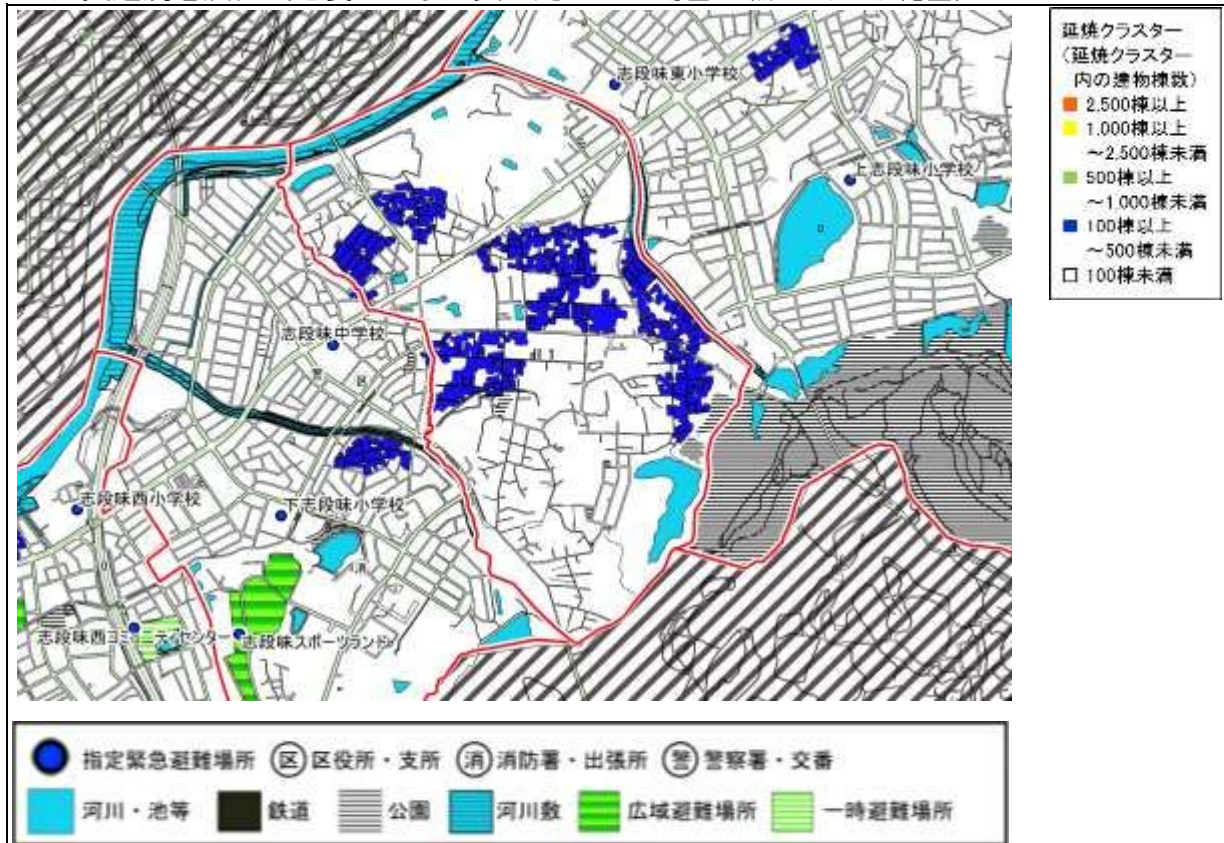 志段味東小学校
上志段味小学校
志段味中学校
警
区
志段味西小学校
下志段味小学校
消
志段味西コミュニティセンター
志段味スポーツランド
延焼クラスター
(延焼クラスター
内の建物棟数)
2,500棟以上
1,000棟以上
～2,500棟未満
500棟以上
～1,000棟未満
100棟以上
～500棟未満
100棟未満
指定緊急避難場所 区 区役所・支所 消 消防署・出張所 警 警察署・交番
河川・池等 鉄道 公園 河川敷 広域避難場所 一時避難場所